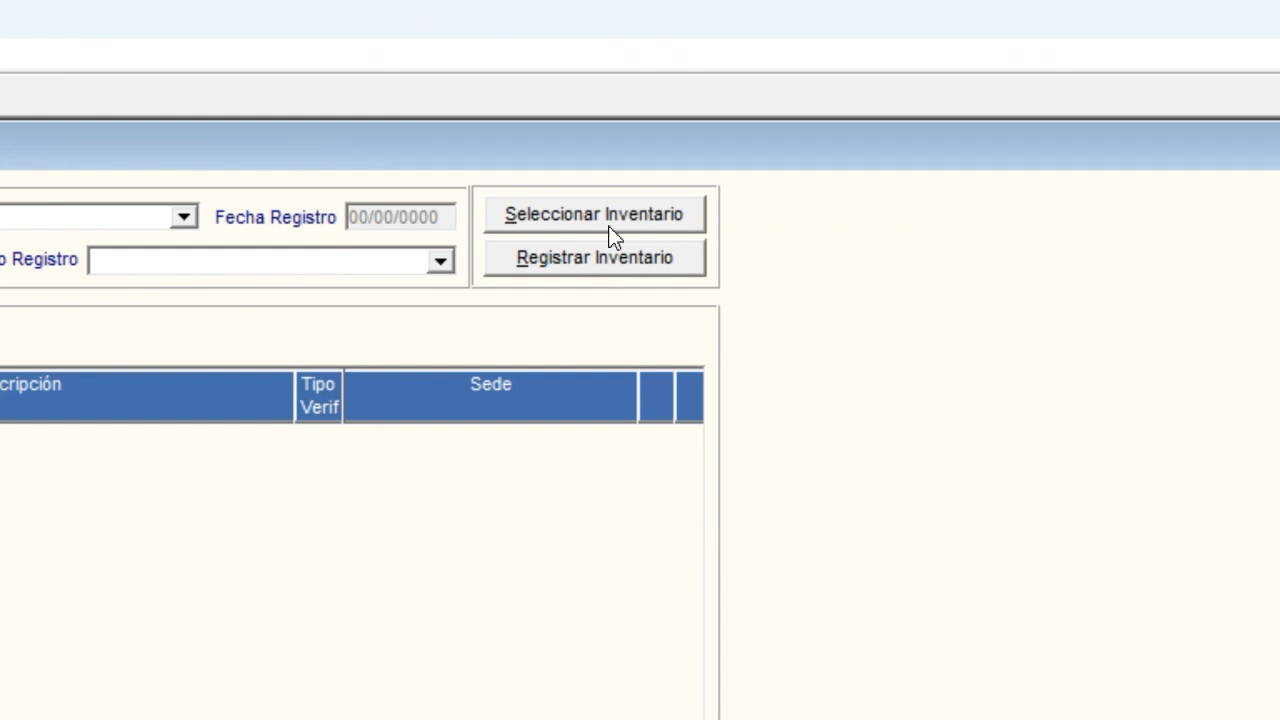 Fecha Registro 00/00/0000 Seleccionar Inventario
o Registro Registrar Inventario
cripción Tipo Verif Sede